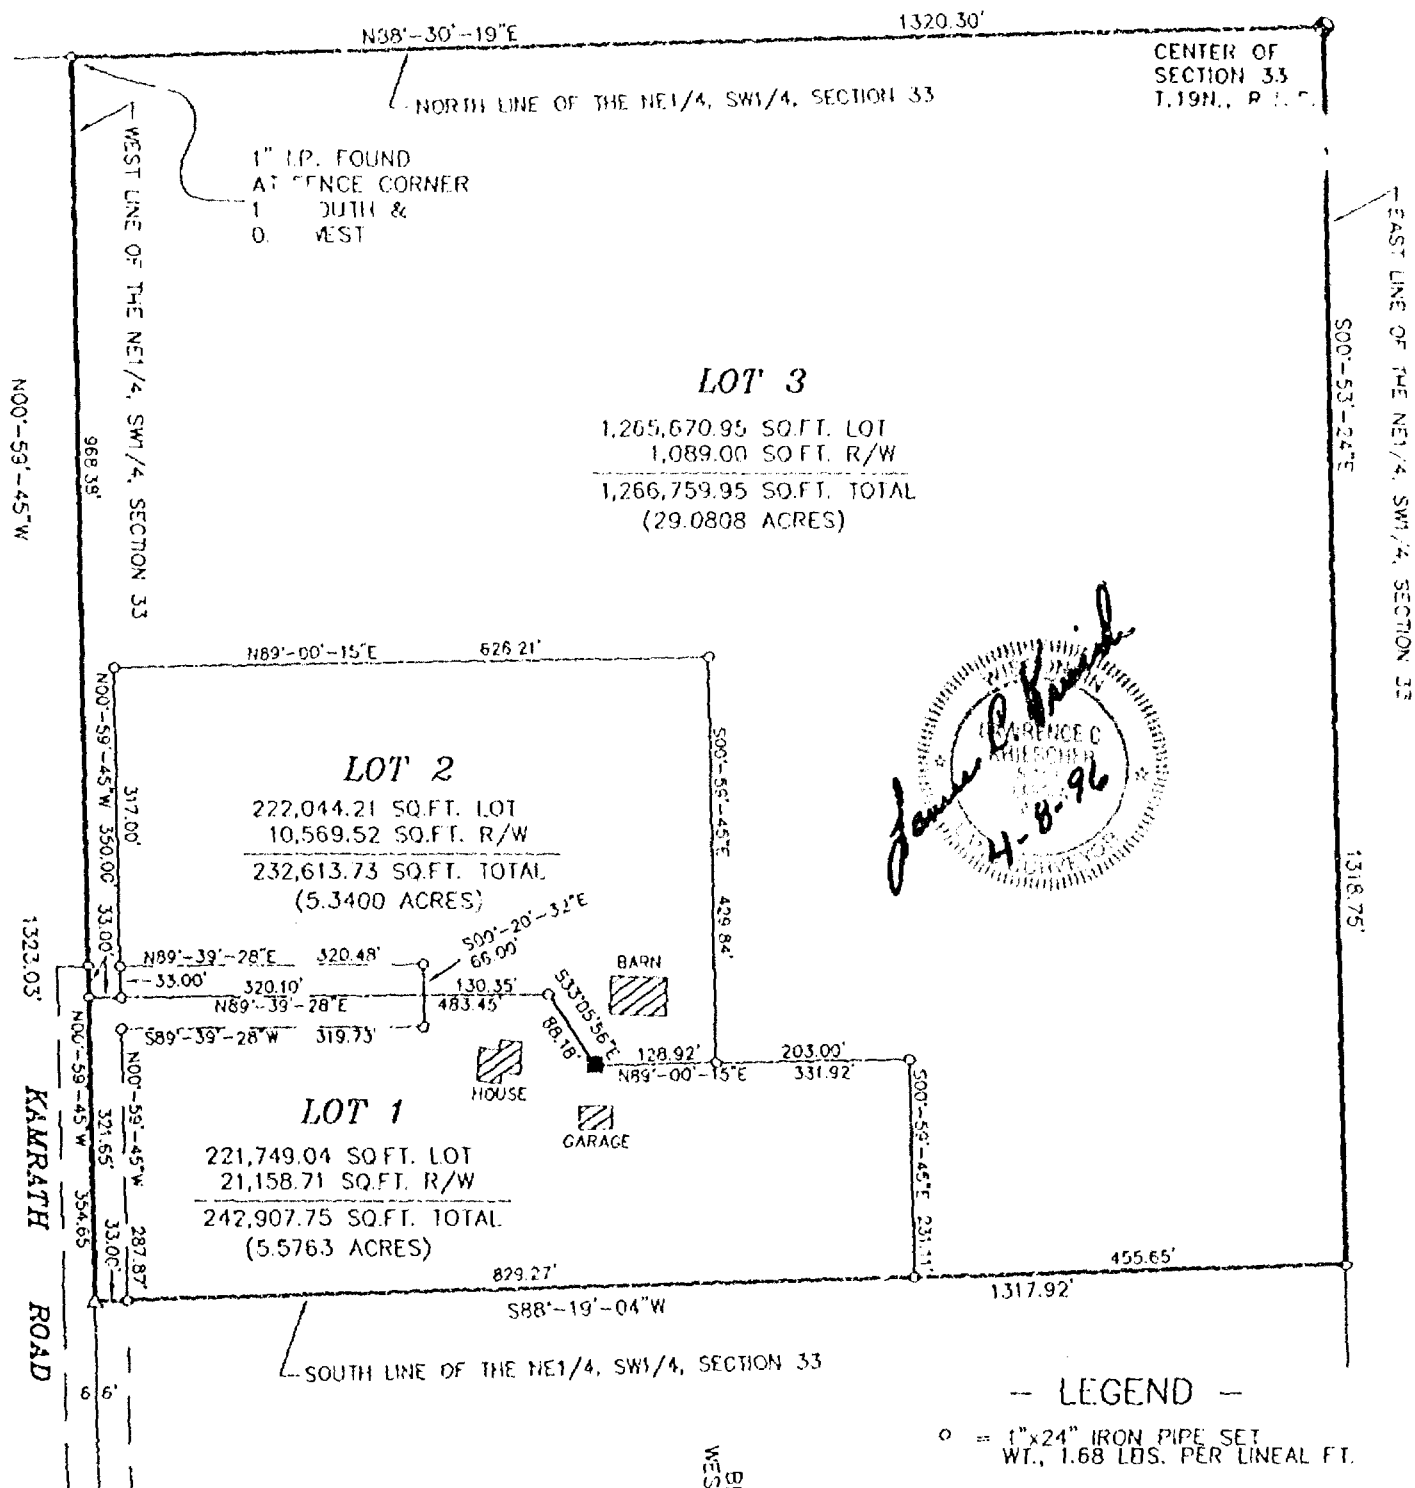 N88°-30'-19"E
1320.30'
CENTER OF
SECTION 33
T.19N.,
NORTH LINE OF THE NE1/4, SW1/4, SECTION 33
1" I.P. FOUND
AT FENCE CORNER
WEST LINE OF THE NE1/4, SW1/4, SECTION 33
EAST LINE OF THE NE1/4, SW1/4, SECTION 33
N00°-59'-45"W
1323.03'
968.39'
S00°-53'-24"E
1318.75'
LOT 3
1,265,670.95 SQ.FT. LOT
1,089.00 SQ.FT. R/W
1,266,759.95 SQ.FT. TOTAL
(29.0808 ACRES)
N89°-00'-15"E 626.21'
N00°-59'-45"W 350.00'
317.00'
33.00'
S00°-59'-45"E 429.84'
LOT 2
222,044.21 SQ.FT. LOT
10,569.52 SQ.FT. R/W
232,613.73 SQ.FT. TOTAL
(5.3400 ACRES)
WISCONSIN
LAWRENCE C
SURVEYOR
4-8-96
S00°-20'-32"E
66.00'
N89°-39'-28"E 320.48'
33.00'
320.10' 130.35'
N89°-39'-28"E 483.45'
S89°-39'-28"W 319.73'
S33°05'56"E
88.18'
BARN
HOUSE
GARAGE
128.92' 203.00'
N89°-00'-15"E 331.92'
S00°-59'-45"E 231.11'
LOT 1
221,749.04 SQ.FT. LOT
21,158.71 SQ.FT. R/W
242,907.75 SQ.FT. TOTAL
(5.5763 ACRES)
N00°-59'-45"W 354.65
321.65'
N00°-59'-45"W 287.87'
33.00'
KAMRATH ROAD
829.27'
455.65'
S88°-19'-04"W
1317.92'
SOUTH LINE OF THE NE1/4, SW1/4, SECTION 33
66'
- LEGEND -
o = 1"x24" IRON PIPE SET
WT., 1.68 LBS. PER LINEAL FT.
WES